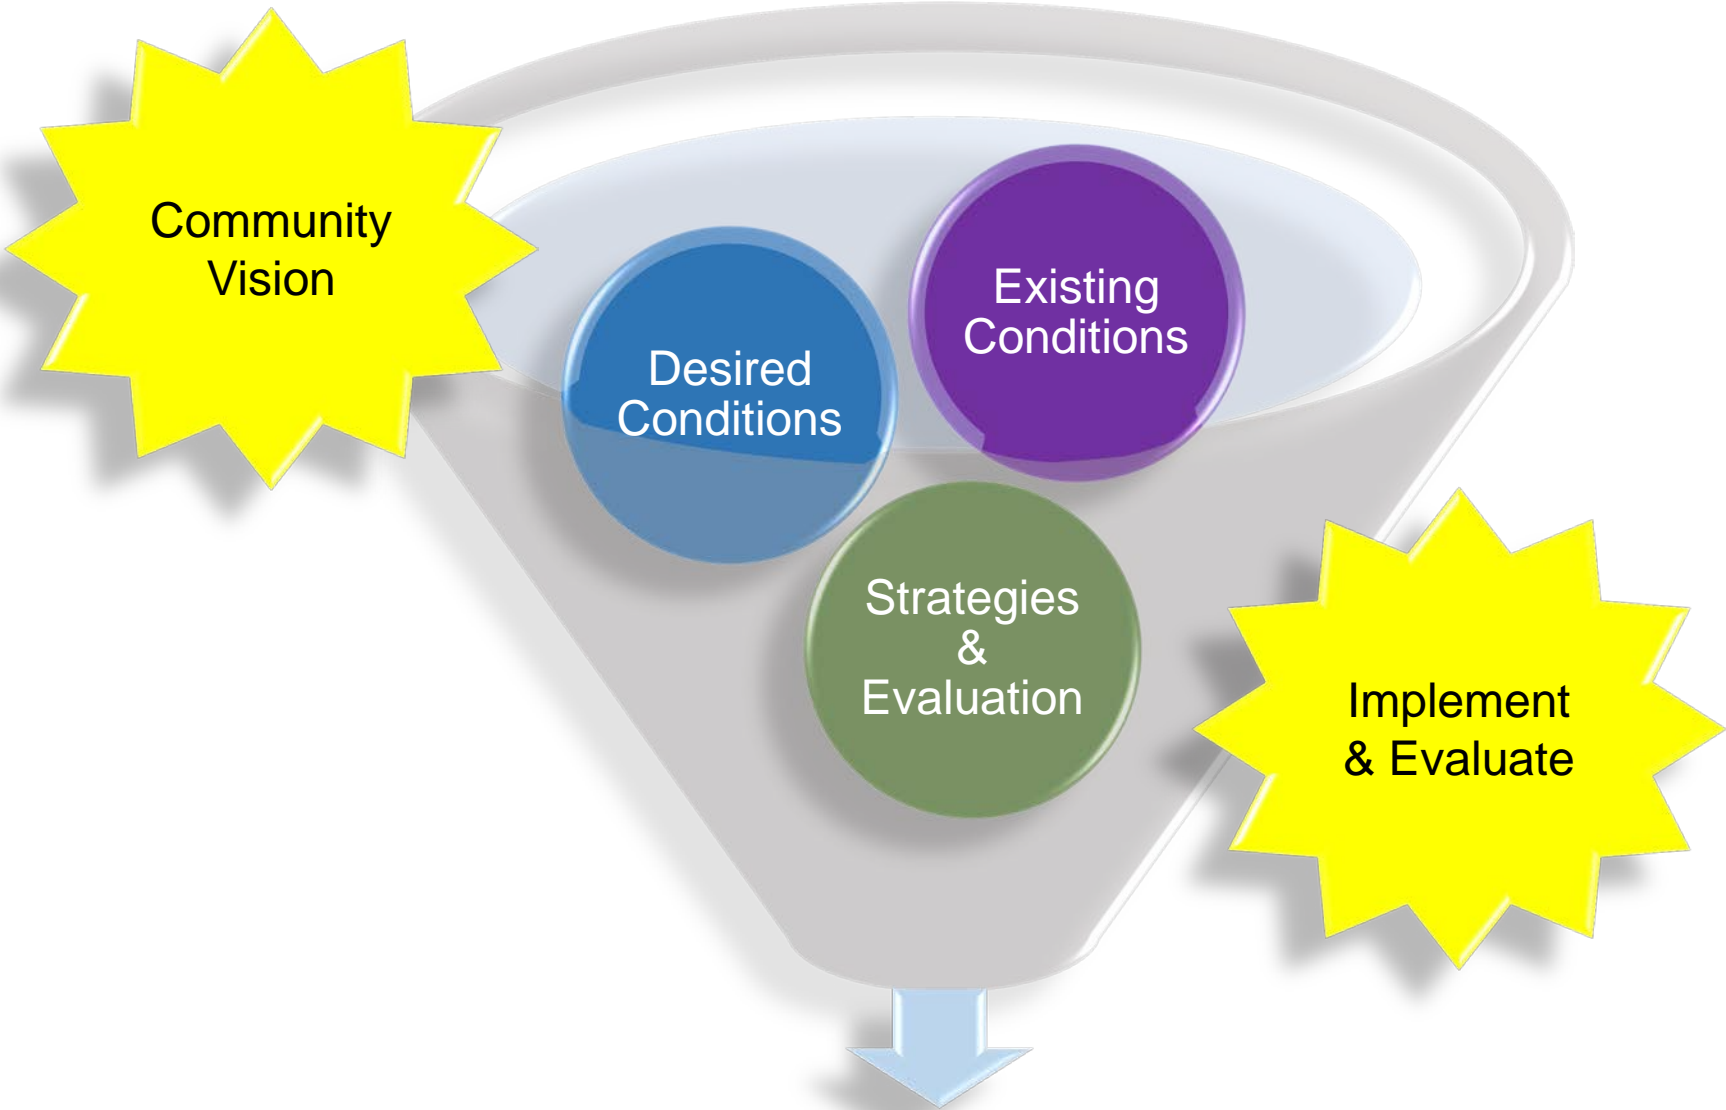 Community
Vision
Existing
Conditions
Desired
Conditions
Strategies
&
Evaluation
Implement
& Evaluate